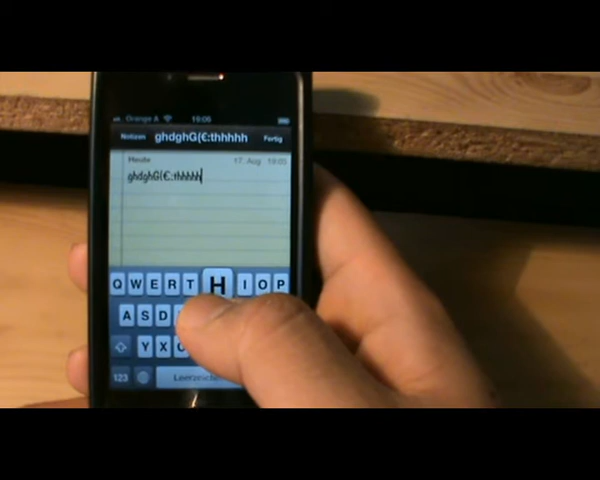 Orange A 19:06
Notizen ghdghG(€:thhhhh Fertig
Heute 17. Aug 19:05
ghdghG(€:thhhhh
Q W E R T H I O P
A S D
Y X
123 Leerzeichen